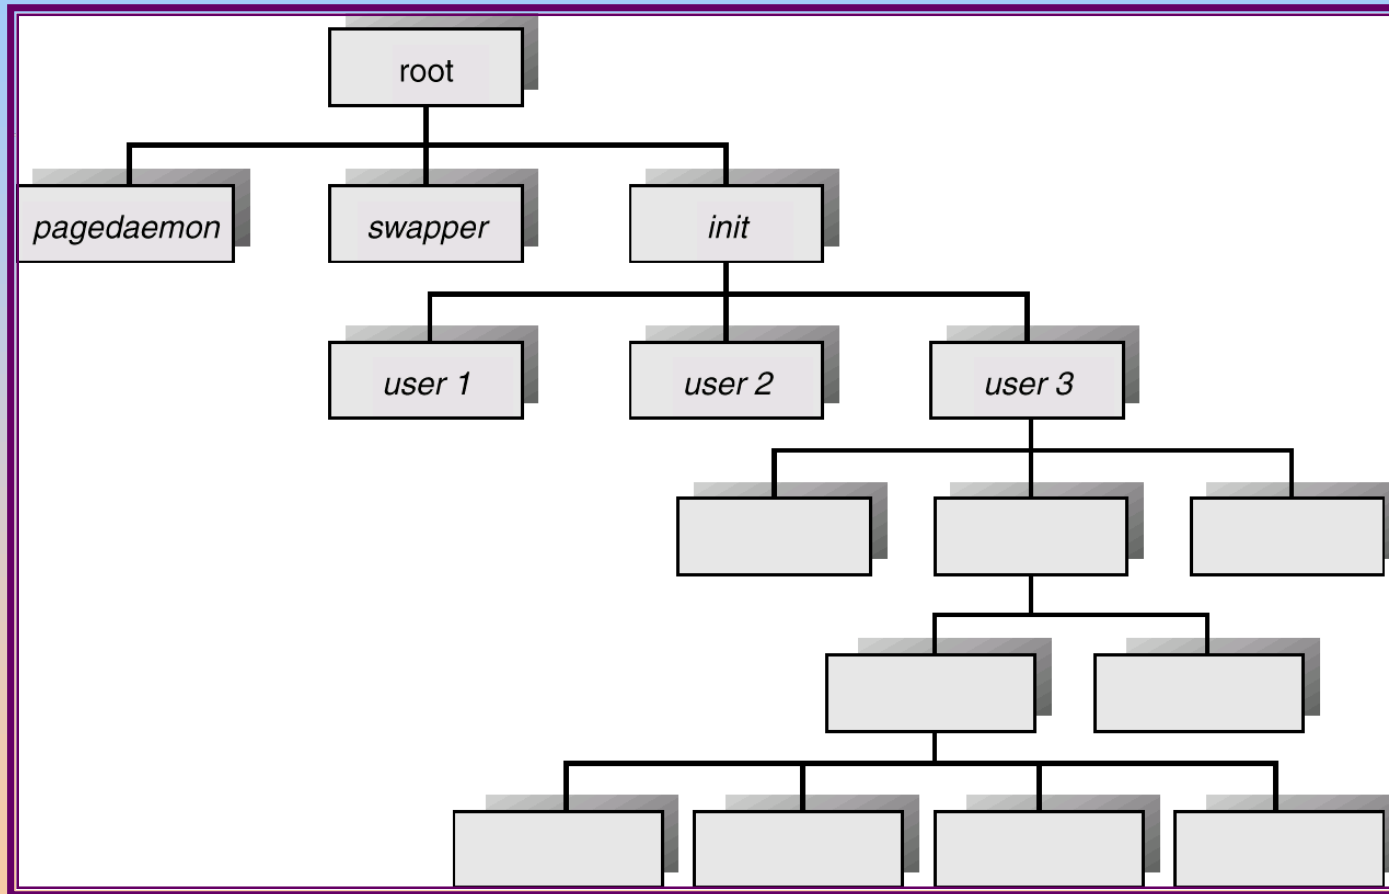 root
pagedaemon
swapper
init
user 1
user 2
user 3